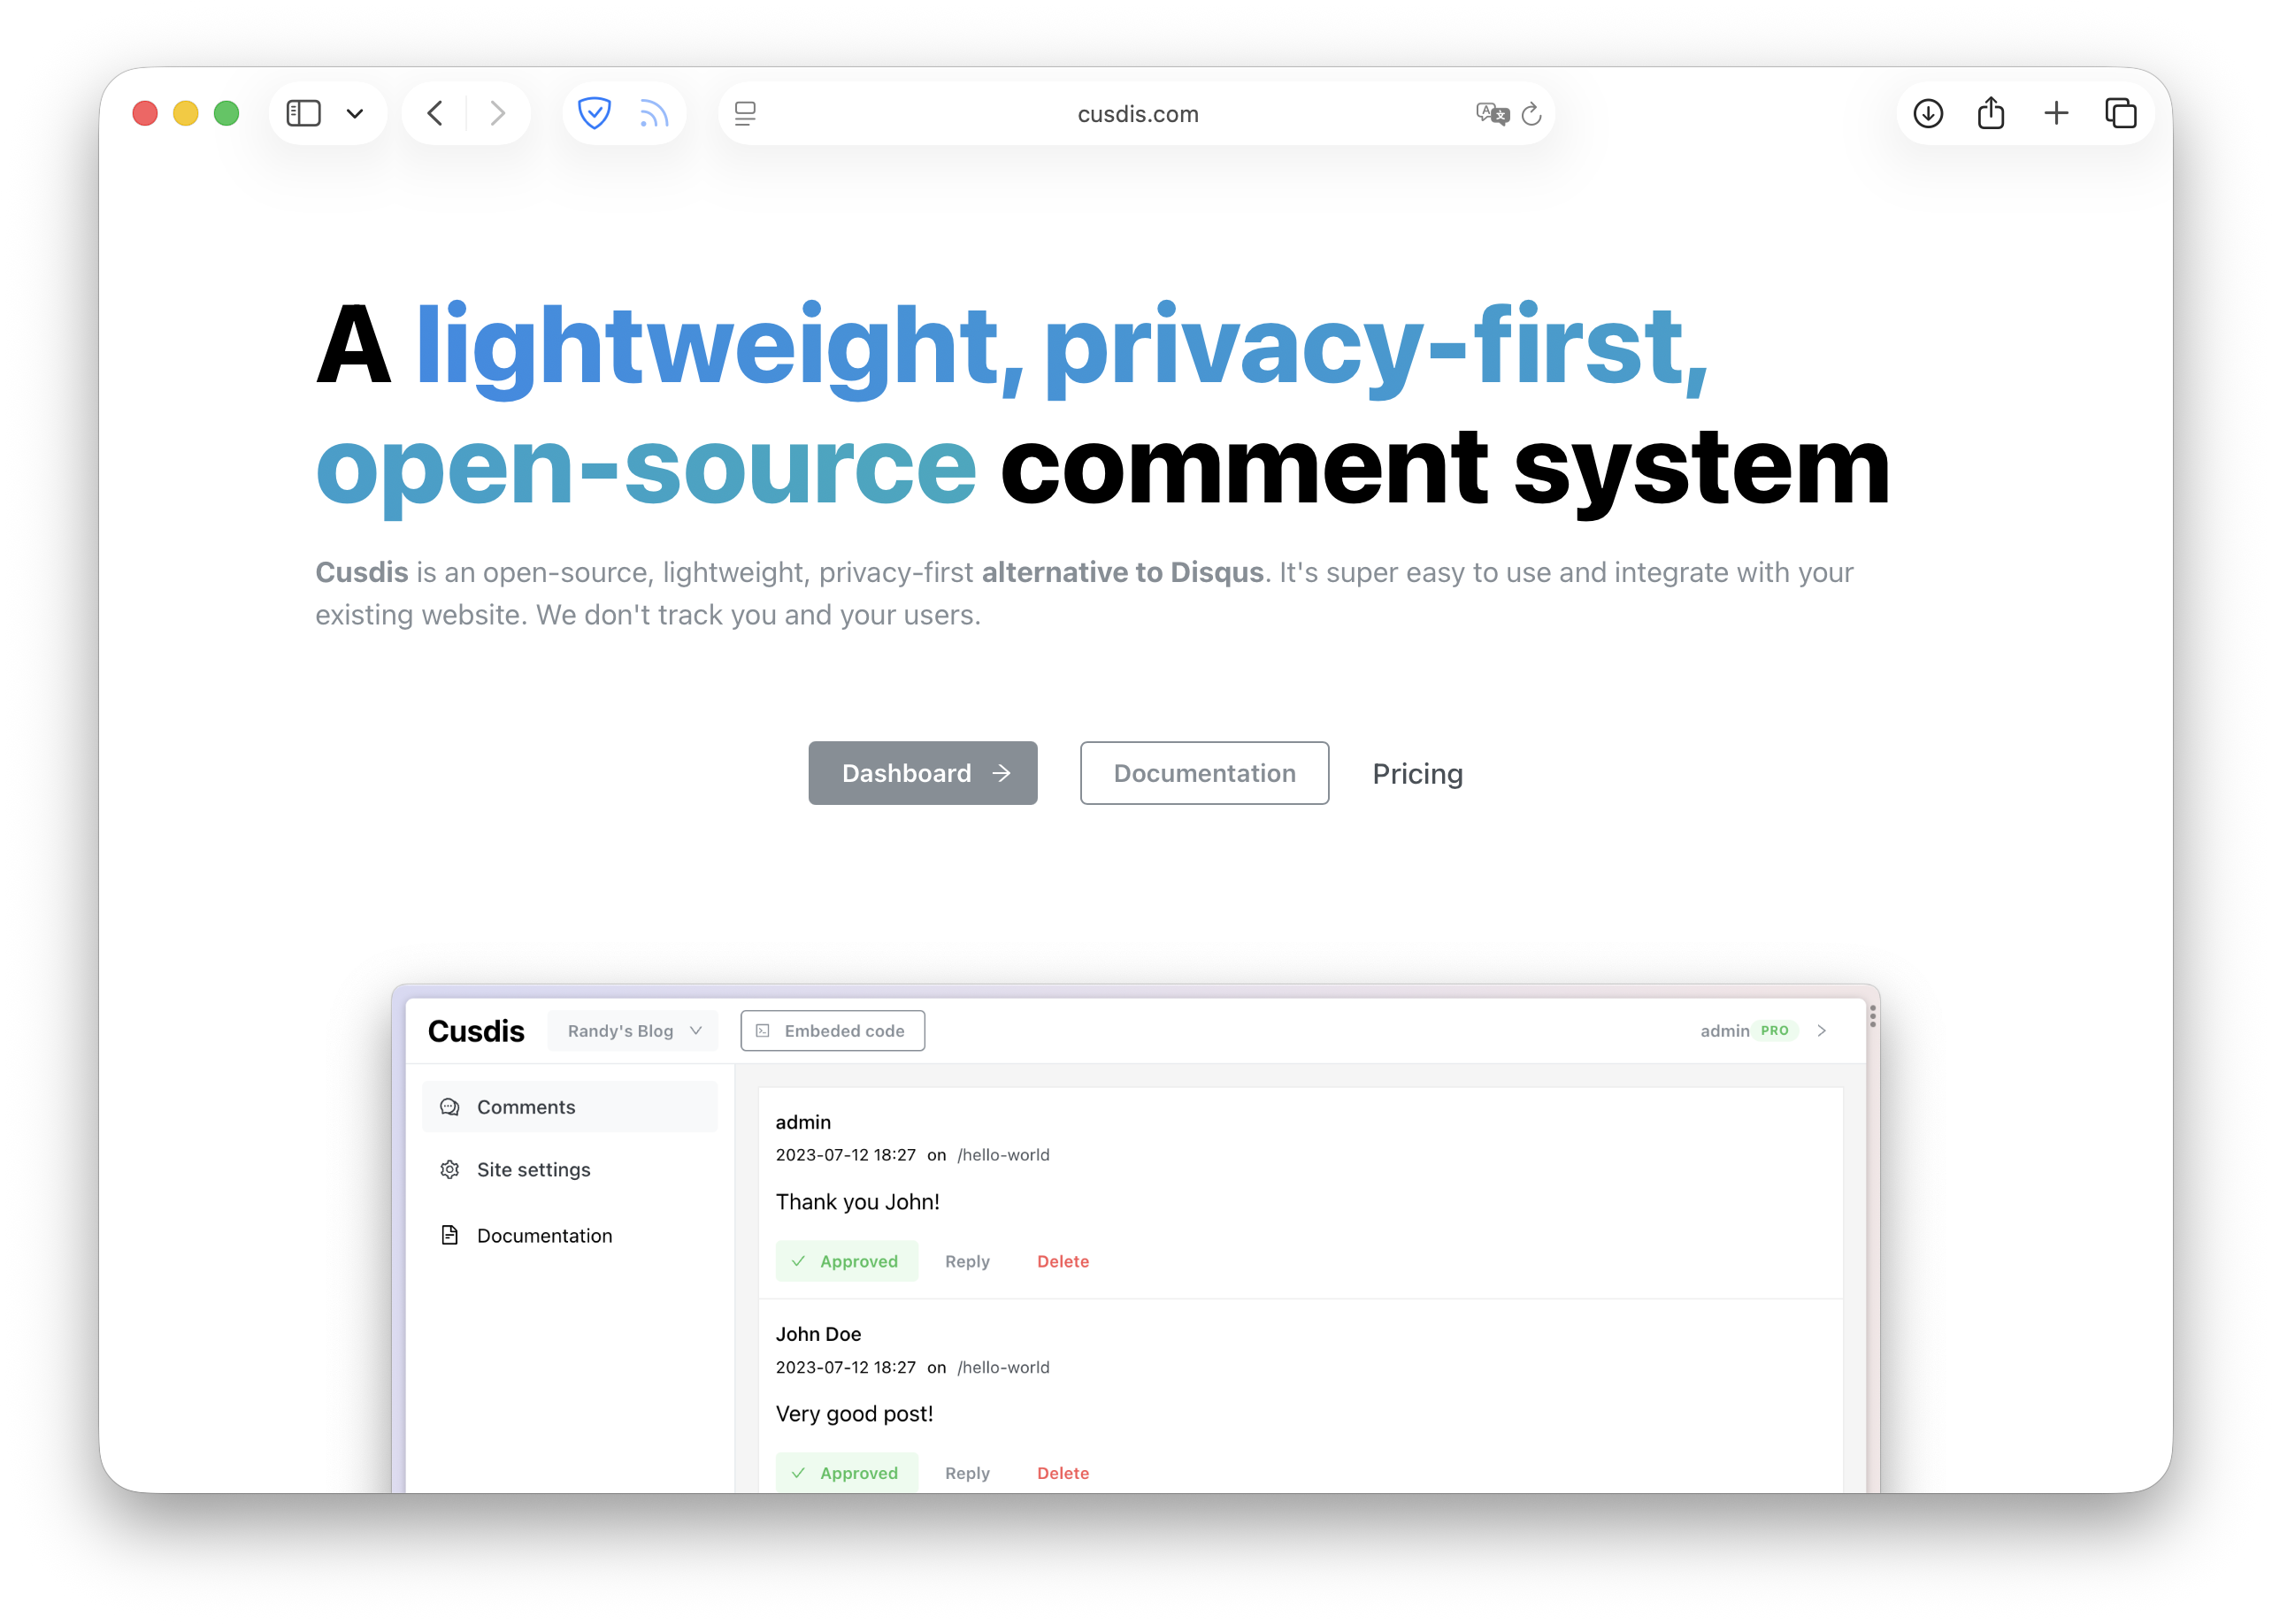 cusdis.com
A lightweight, privacy-first,
open-source comment system
Cusdis is an open-source, lightweight, privacy-first alternative to Disqus. It's super easy to use and integrate with your
existing website. We don't track you and your users.
Dashboard
Documentation
Pricing
Cusdis
Randy's Blog
Embeded code
admin PRO
Comments
Site settings
Documentation
admin
2023-07-12 18:27 on /hello-world
Thank you John!
Approved Reply Delete
John Doe
2023-07-12 18:27 on /hello-world
Very good post!
Approved Reply Delete